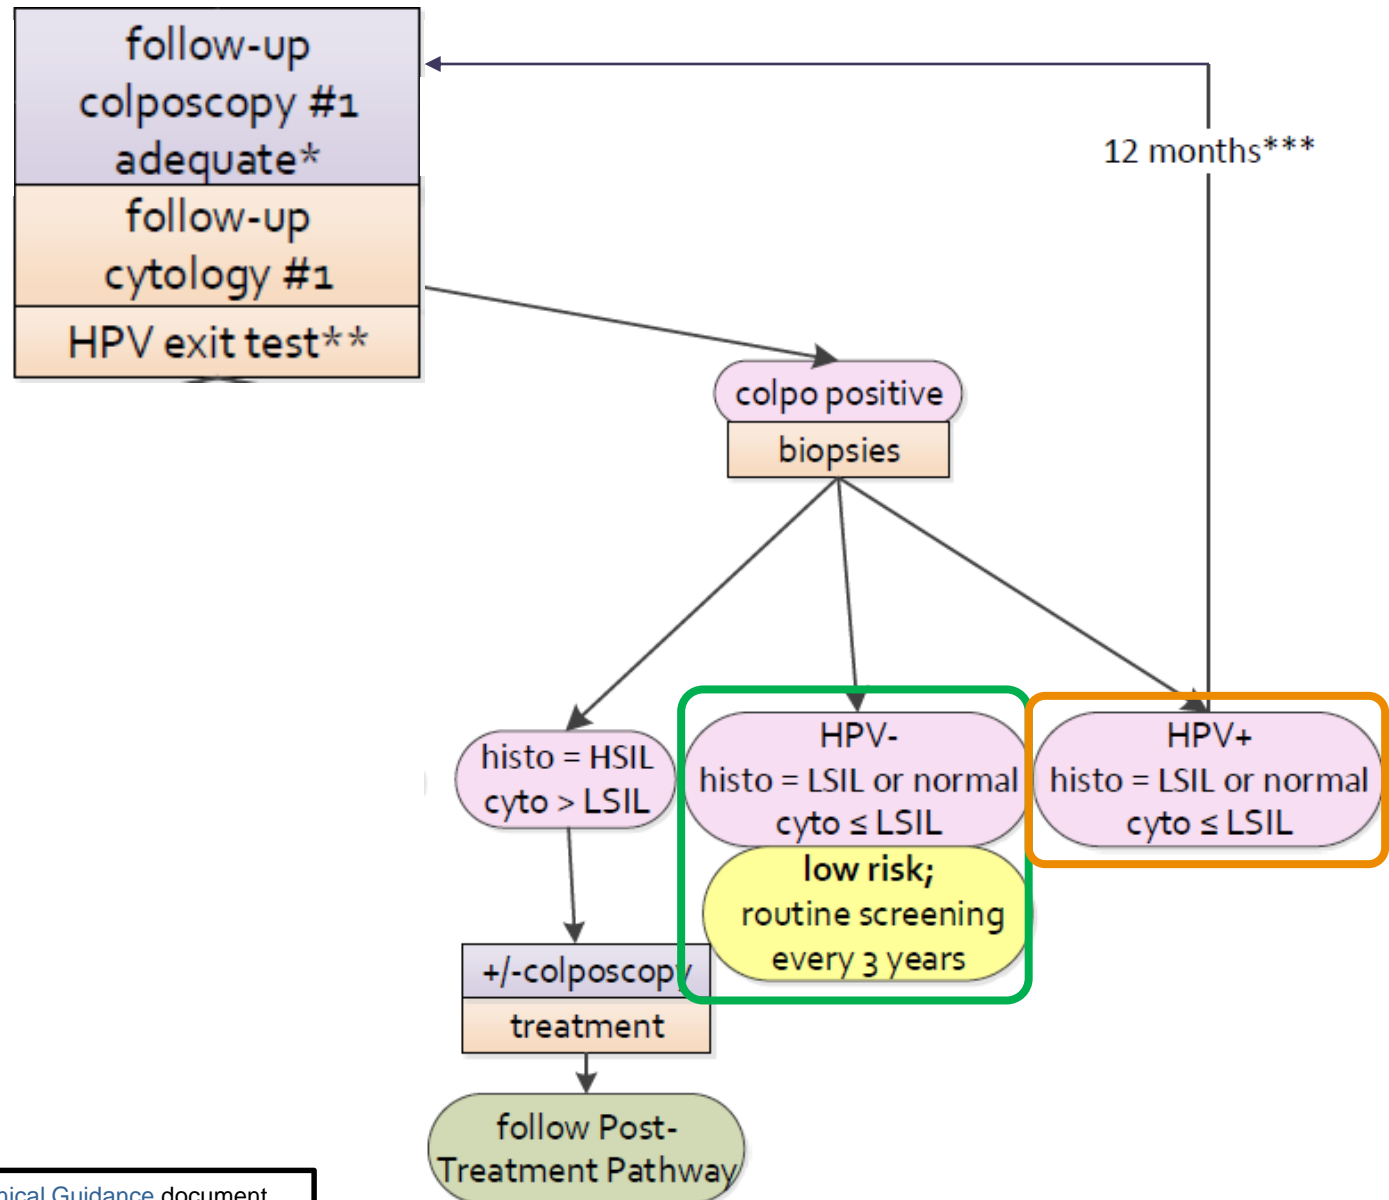 follow-up
colposcopy #1
adequate*
follow-up
cytology #1
HPV exit test**
12 months***
colpo positive
biopsies
histo = HSIL
cyto > LSIL
HPV-
histo = LSIL or normal
cyto ≤ LSIL
low risk;
routine screening
every 3 years
HPV+
histo = LSIL or normal
cyto ≤ LSIL
+/-colposcopy
treatment
follow Post-
Treatment Pathway
Guidance document